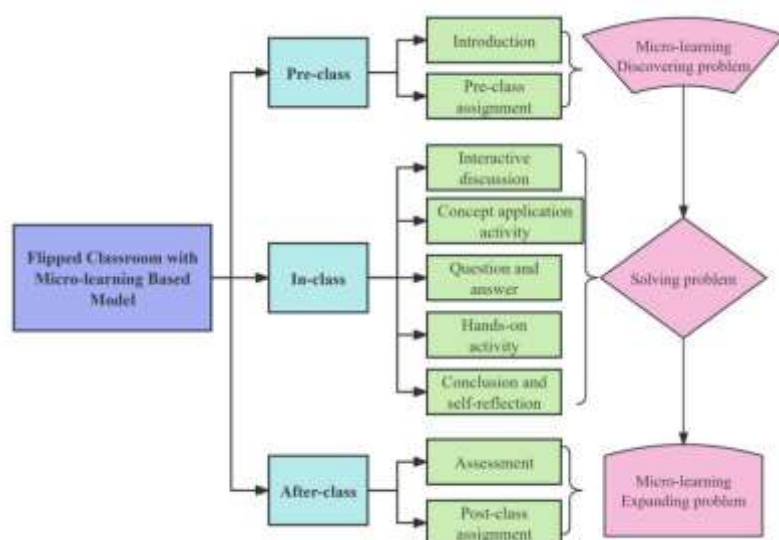 Flipped Classroom with
Micro-learning Based
Model
Pre-class
Introduction
Pre-class
assignment
Micro-learning
Discovering problem
In-class
Interactive
discussion
Concept application
activity
Question and
answer
Hands-on
activity
Conclusion and
self-reflection
Solving problem
After-class
Assessment
Post-class
assignment
Micro-learning
Expanding problem